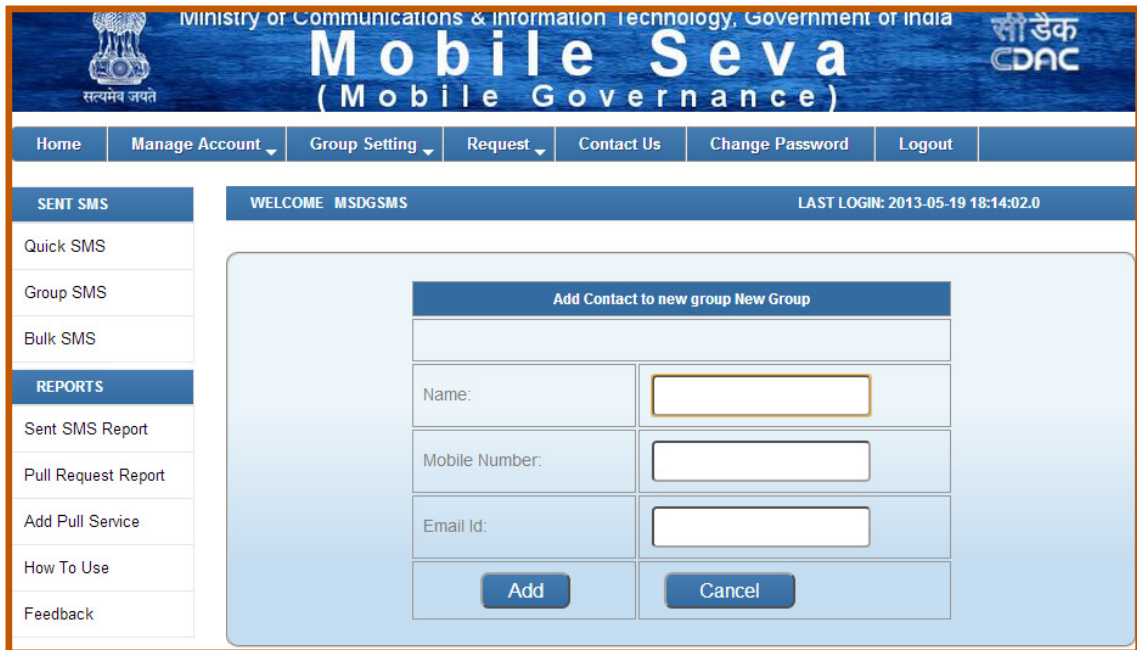 Ministry of Communications & Information Technology, Government of India
Mobile Seva
(Mobile Governance)
सत्यमेव जयते
सी डैक
CDAC
Home Manage Account Group Setting Request Contact Us Change Password Logout
SENT SMS
Quick SMS
Group SMS
Bulk SMS
REPORTS
Sent SMS Report
Pull Request Report
Add Pull Service
How To Use
Feedback
WELCOME MSDGSMS LAST LOGIN: 2013-05-19 18:14:02.0
Add Contact to new group New Group
Name:
Mobile Number:
Email Id:
Add Cancel